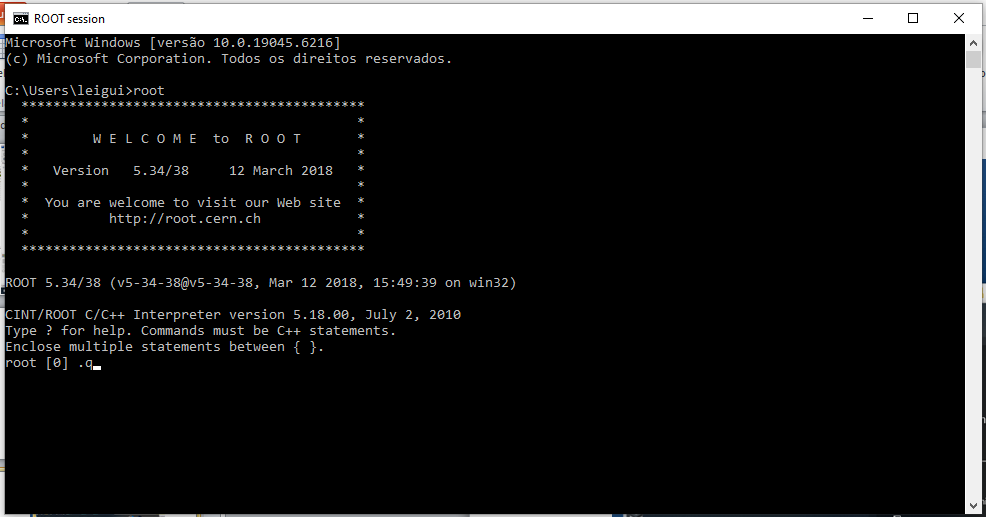 ROOT session
Microsoft Windows [versão 10.0.19045.6216]
(c) Microsoft Corporation. Todos os direitos reservados.
C:\Users\leigui>root
*******************************************
*                                         *
*        W E L C O M E  to  R O O T       *
*                                         *
*   Version   5.34/38     12 March 2018   *
*                                         *
*  You are welcome to visit our Web site  *
*          http://root.cern.ch            *
*                                         *
*******************************************
ROOT 5.34/38 (v5-34-38@v5-34-38, Mar 12 2018, 15:49:39 on win32)
CINT/ROOT C/C++ Interpreter version 5.18.00, July 2, 2010
Type ? for help. Commands must be C++ statements.
Enclose multiple statements between { }.
root [0] .q